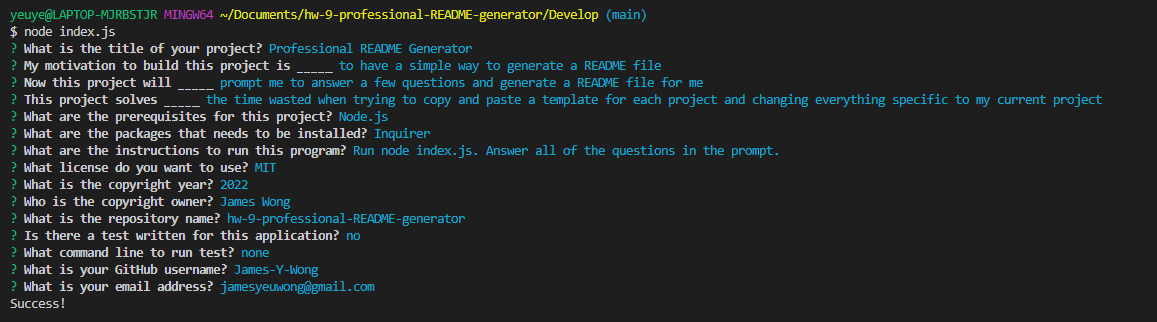 yeuye@LAPTOP-MJRBSTJR MINGW64 ~/Documents/hw-9-professional-README-generator/Develop (main)
$ node index.js
? What is the title of your project? Professional README Generator
? My motivation to build this project is _____ to have a simple way to generate a README file
? Now this project will _____ prompt me to answer a few questions and generate a README file for me
? This project solves _____ the time wasted when trying to copy and paste a template for each project and changing everything specific to my current project
? What are the prerequisites for this project? Node.js
? What are the packages that needs to be installed? Inquirer
? What are the instructions to run this program? Run node index.js. Answer all of the questions in the prompt.
? What license do you want to use? MIT
? What is the copyright year? 2022
? Who is the copyright owner? James Wong
? What is the repository name? hw-9-professional-README-generator
? Is there a test written for this application? no
? What command line to run test? none
? What is your GitHub username? James-Y-Wong
? What is your email address? jamesyeuwong@gmail.com
Success!